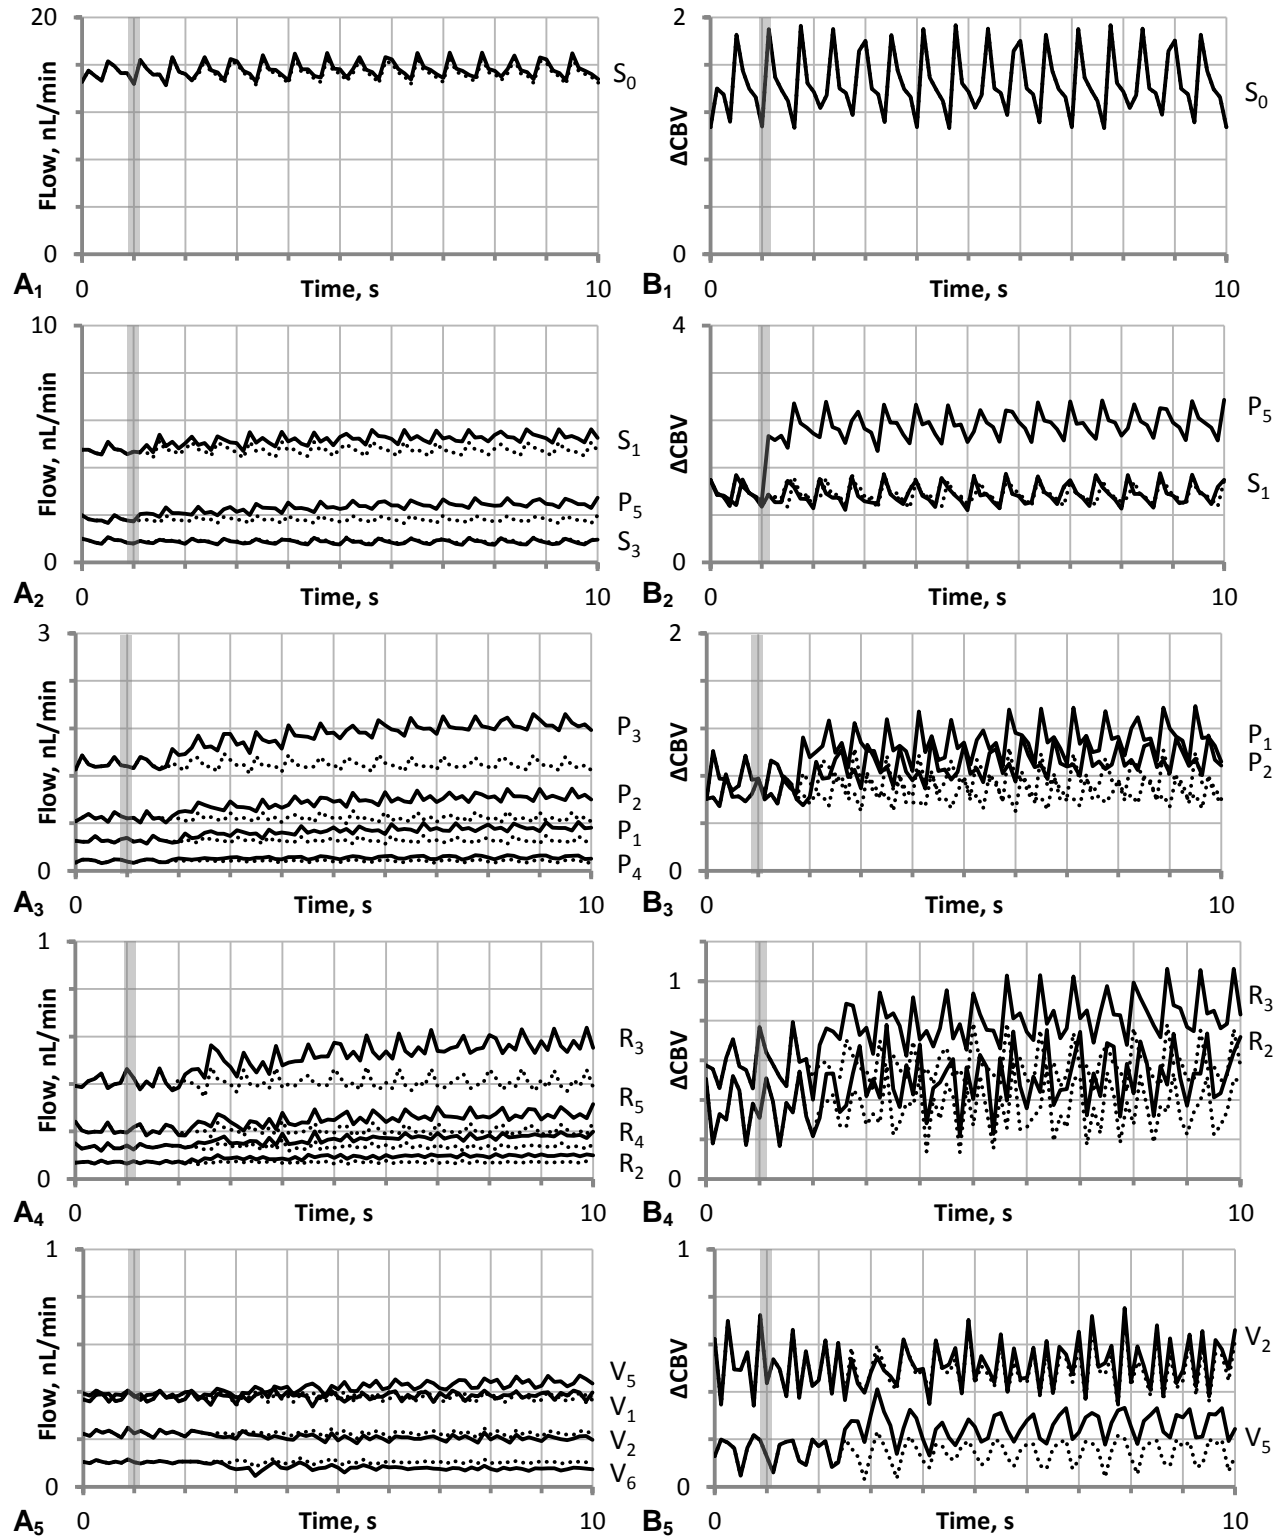 20
FLow, nL/min
0
S0
A1
0
Time, s
10
2
ΔCBV
0
S0
B1
0
Time, s
10
10
Flow, nL/min
0
S1
P5
S3
A2
0
Time, s
10
4
ΔCBV
0
P5
S1
B2
0
Time, s
10
3
Flow, nL/min
0
P3
P2
P1
P4
A3
0
Time, s
10
2
ΔCBV
0
P1
P2
B3
0
Time, s
10
1
Flow, nL/min
0
R3
R5
R4
R2
A4
0
Time, s
10
1
ΔCBV
0
R3
R2
B4
0
Time, s
10
1
Flow, nL/min
0
V5
V1
V2
V6
A5
0
Time, s
10
1
ΔCBV
0
V2
V5
B5
0
Time, s
10